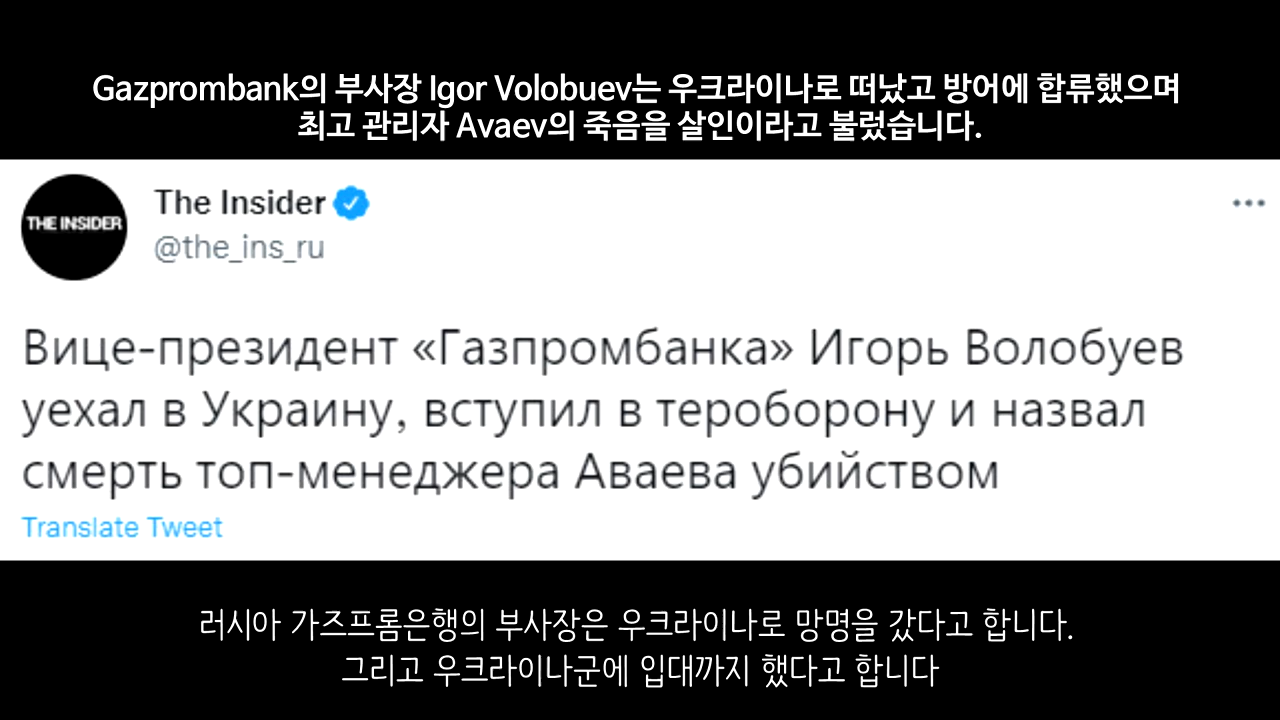 Gazprombank의 부사장 Igor Volobuev는 우크라이나로 떠났고 방어에 합류했으며
최고 관리자 Avaev의 죽음을 살인이라고 불렀습니다.
THE INSIDER
The Insider
@the_ins_ru
Вице-президент «Газпромбанка» Игорь Волобуев
уехал в Украину, вступил в тероборону и назвал
смерть топ-менеджера Аваева убийством
Translate Tweet
러시아 가즈프롬은행의 부사장은 우크라이나로 망명을 갔다고 합니다.
그리고 우크라이나군에 입대까지 했다고 합니다